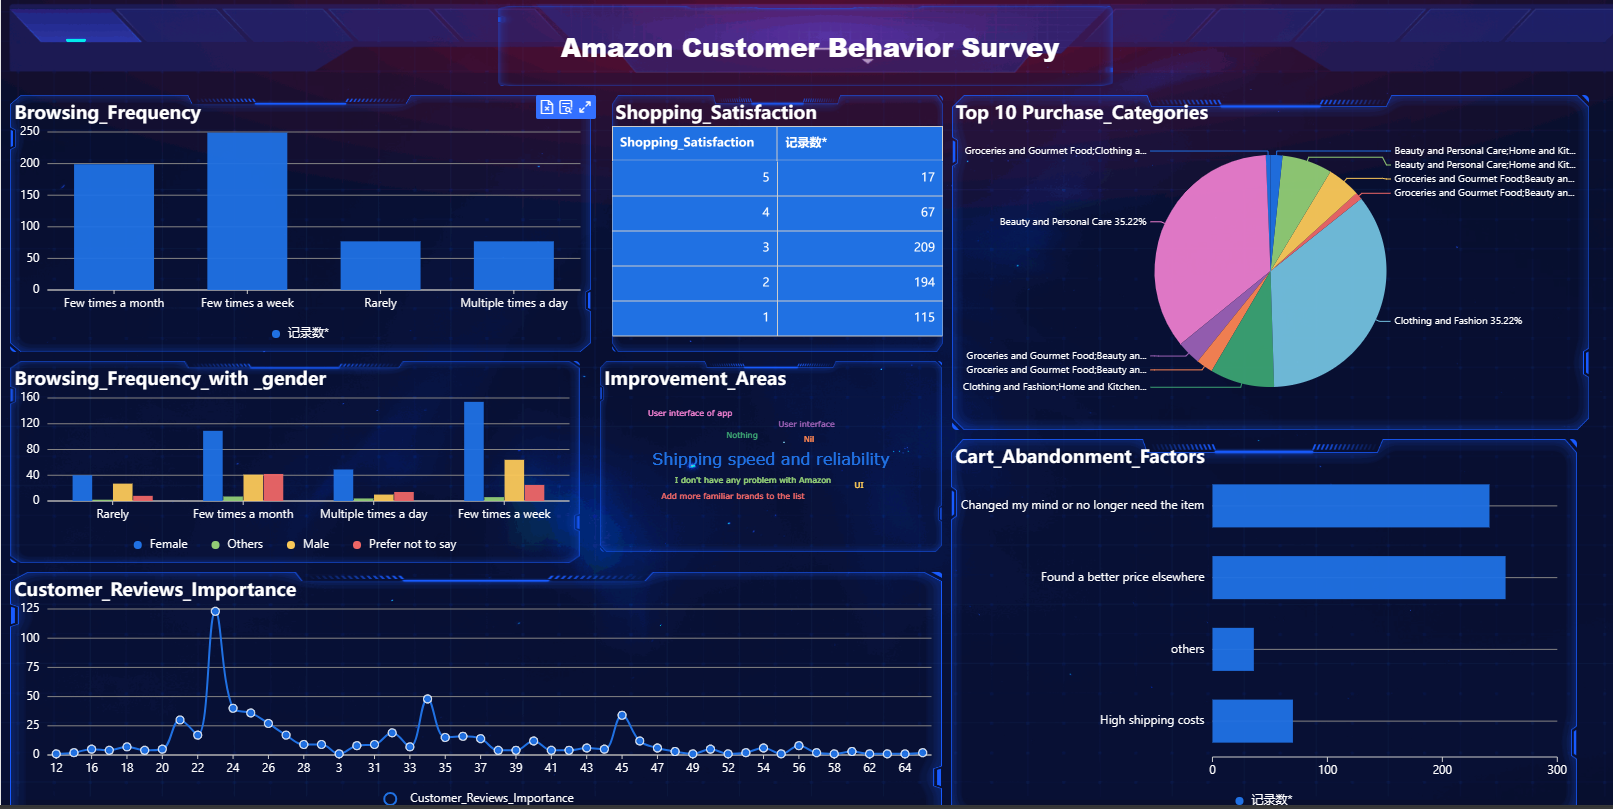 Amazon Customer Behavior Survey
Browsing_Frequency
250
200
150
100
50
0
Few times a month
Few times a week
Rarely
Multiple times a day
记录数*
Shopping_Satisfaction
Shopping_Satisfaction 记录数*
5 17
4 67
3 209
2 194
1 115
Top 10 Purchase_Categories
Groceries and Gourmet Food;Clothing a...
Beauty and Personal Care;Home and Kit...
Beauty and Personal Care;Home and Kit...
Groceries and Gourmet Food;Beauty an...
Groceries and Gourmet Food;Beauty an...
Beauty and Personal Care 35.22%
Clothing and Fashion 35.22%
Groceries and Gourmet Food;Beauty an...
Groceries and Gourmet Food;Beauty an...
Clothing and Fashion;Home and Kitchen...
Browsing_Frequency_with _gender
160
120
80
40
0
Rarely
Few times a month
Multiple times a day
Few times a week
Female Others Male Prefer not to say
Improvement_Areas
User interface of app
User interface
Nothing
Nil
Shipping speed and reliability
I don't have any problem with Amazon
UI
Add more familiar brands to the list
Cart_Abandonment_Factors
Changed my mind or no longer need the item
Found a better price elsewhere
others
High shipping costs
0 100 200 300
记录数*
Customer_Reviews_Importance
125
100
75
50
25
0
12 16 18 20 22 24 26 28 3 31 33 35 37 39 41 43 45 47 49 52 54 56 58 62 64
Customer_Reviews_Importance